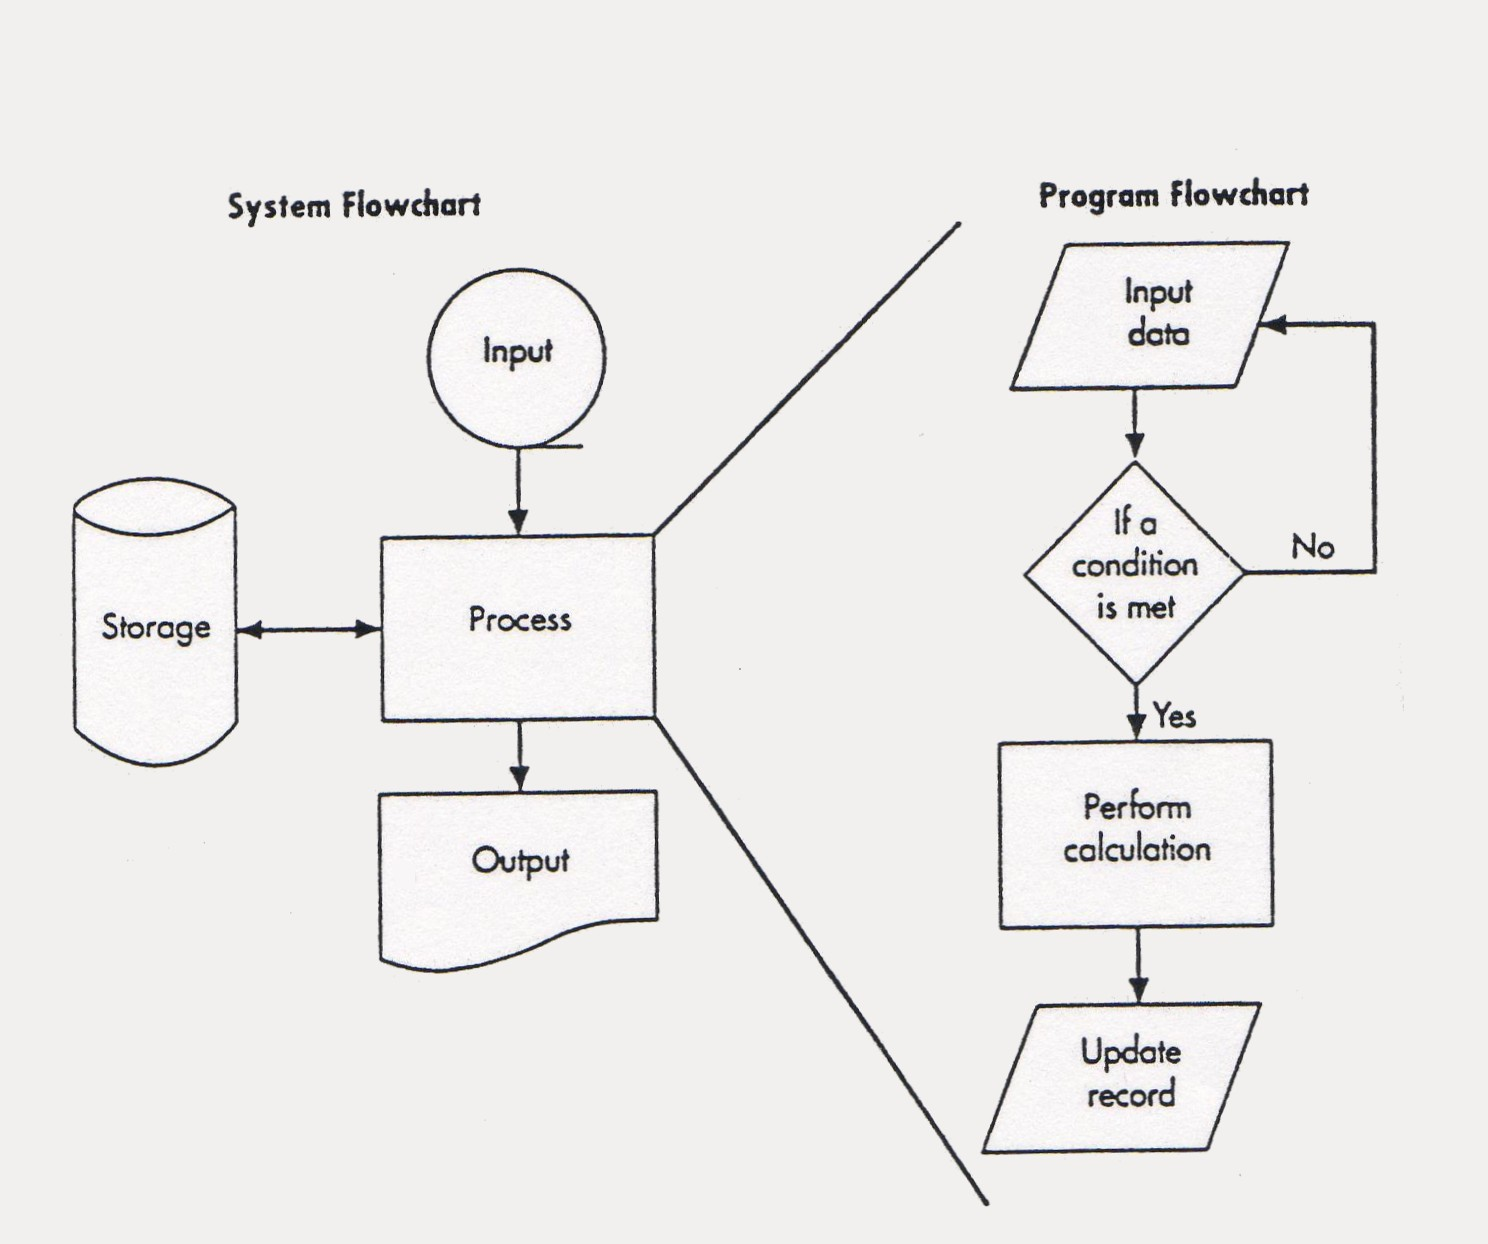 System Flowchart
Input
Storage
Process
Output
Program Flowchart
Input
data
If a
condition
is met
No
Yes
Perform
calculation
Update
record